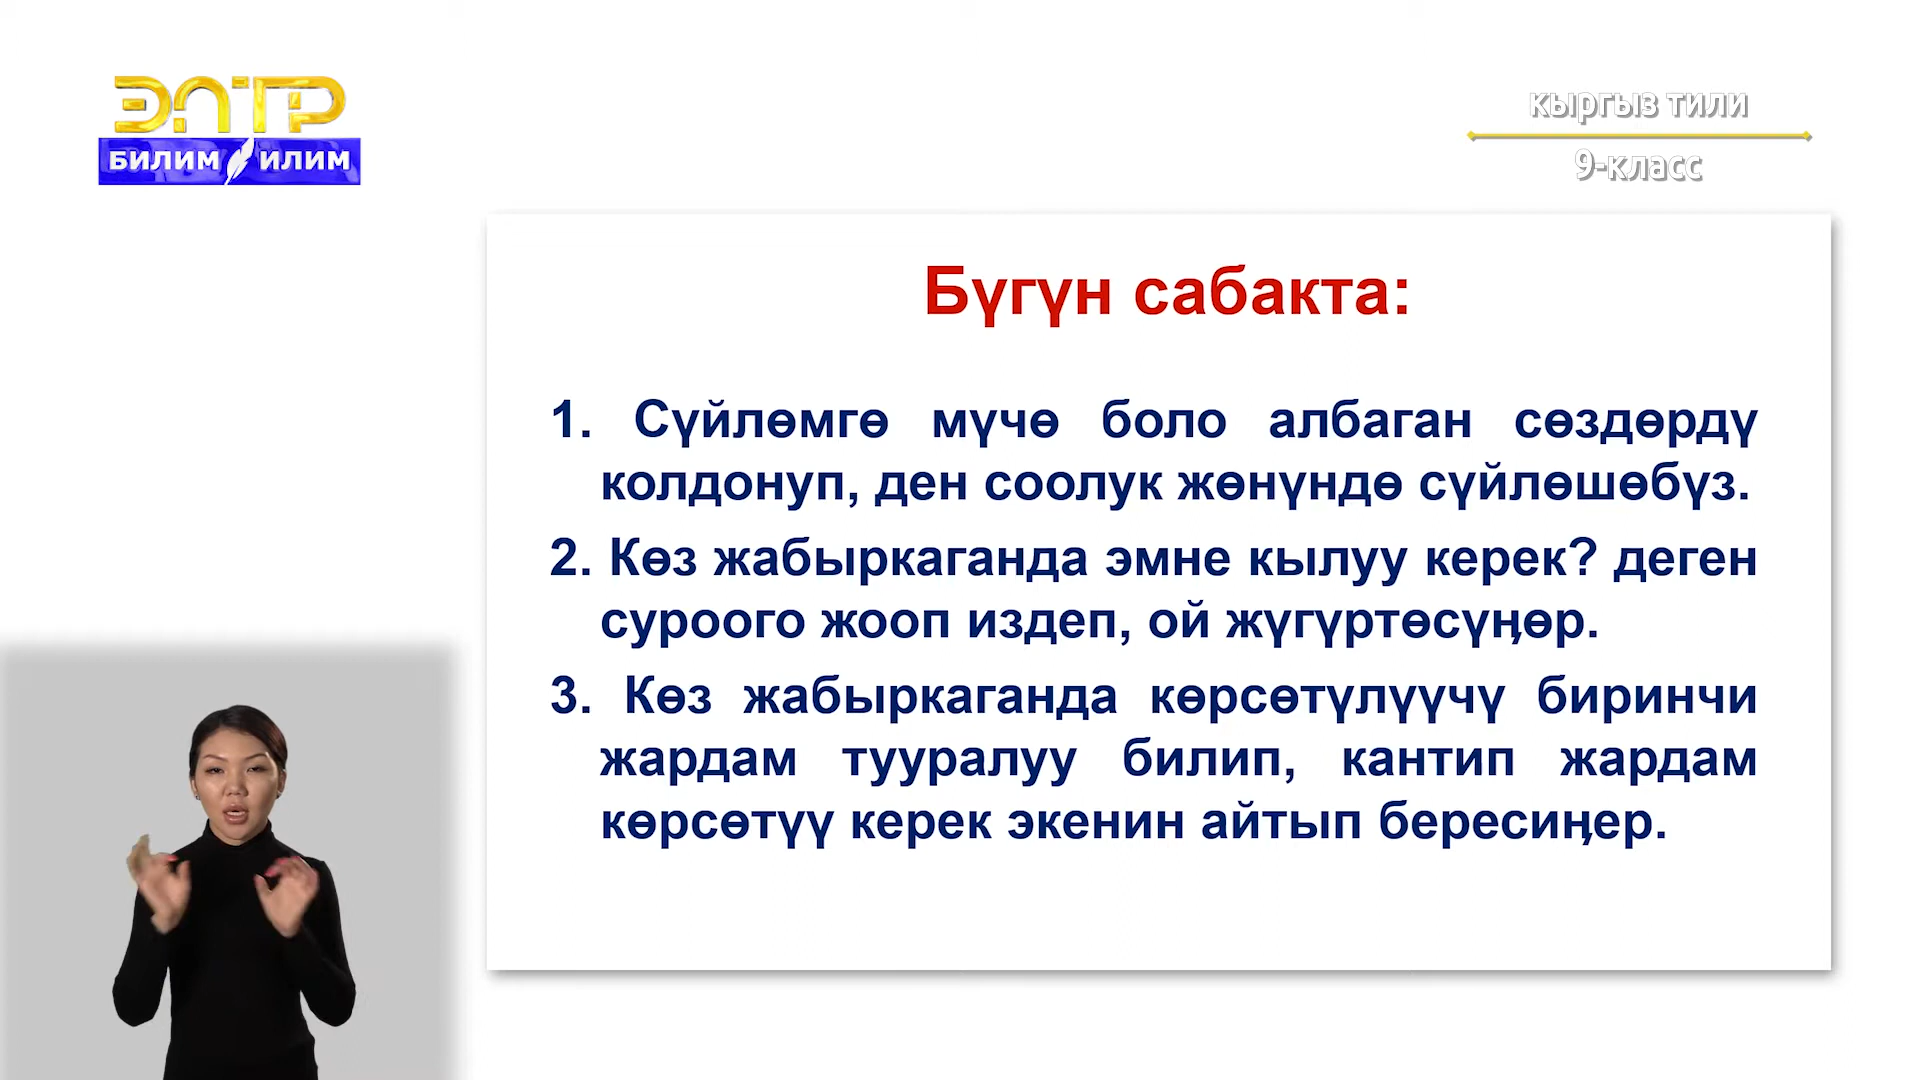 ЭЛТР
БИЛИМ ИЛИМ
кыргыз тили
9-класс
Бүгүн сабакта:
1. Сүйлөмгө мүчө боло албаган сөздөрдү
колдонуп, ден соолук жөнүндө сүйлөшөбүз.
2. Көз жабыркаганда эмне кылуу керек? деген
суроого жооп издеп, ой жүгүртөсүңөр.
3. Көз жабыркаганда көрсөтүлүүчү биринчи
жардам тууралуу билип, кантип жардам
көрсөтүү керек экенин айтып бересиңер.